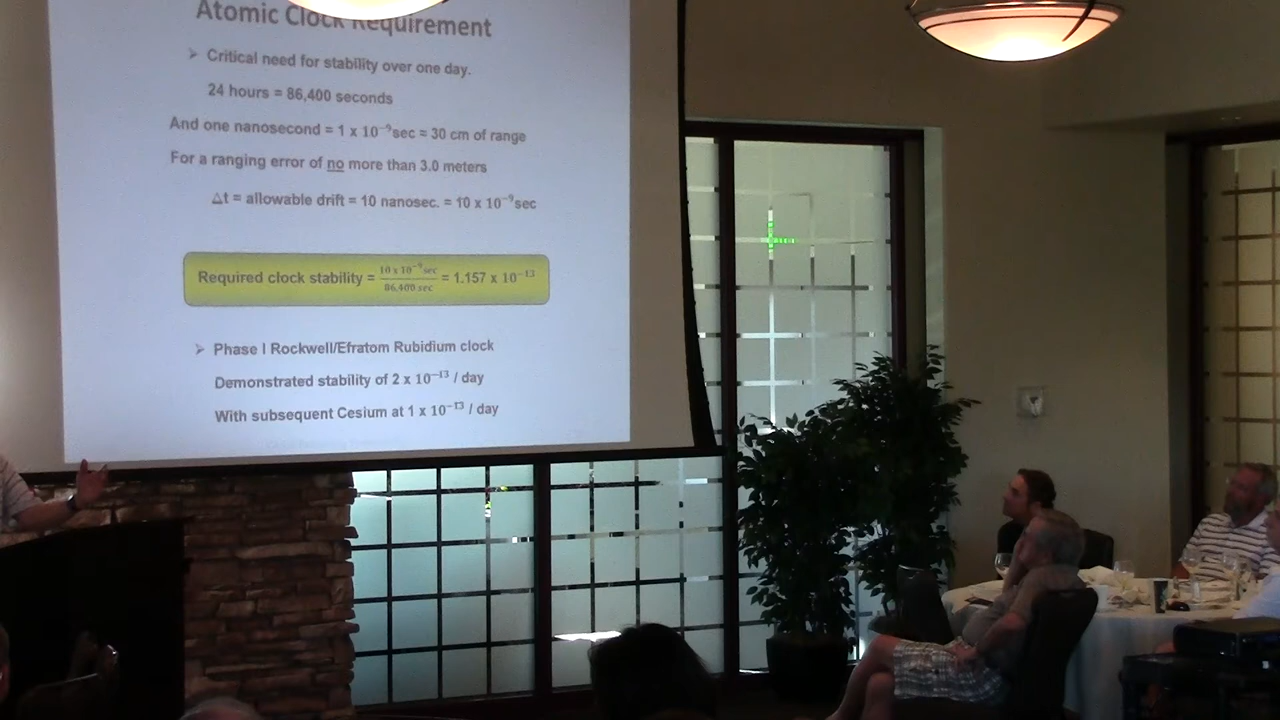 Atomic Clock Requirement
➢ Critical need for stability over one day.
24 hours = 86,400 seconds
And one nanosecond = 1 x 10⁻⁹sec = 30 cm of range
For a ranging error of no more than 3.0 meters
Δt = allowable drift = 10 nanosec. = 10 x 10⁻⁹sec
Required clock stability = 10 x 10⁻⁹ sec / 86,400 sec = 1.157 x 10⁻¹³
➢ Phase I Rockwell/Efratom Rubidium clock
Demonstrated stability of 2 x 10⁻¹³ / day
With subsequent Cesium at 1 x 10⁻¹³ / day